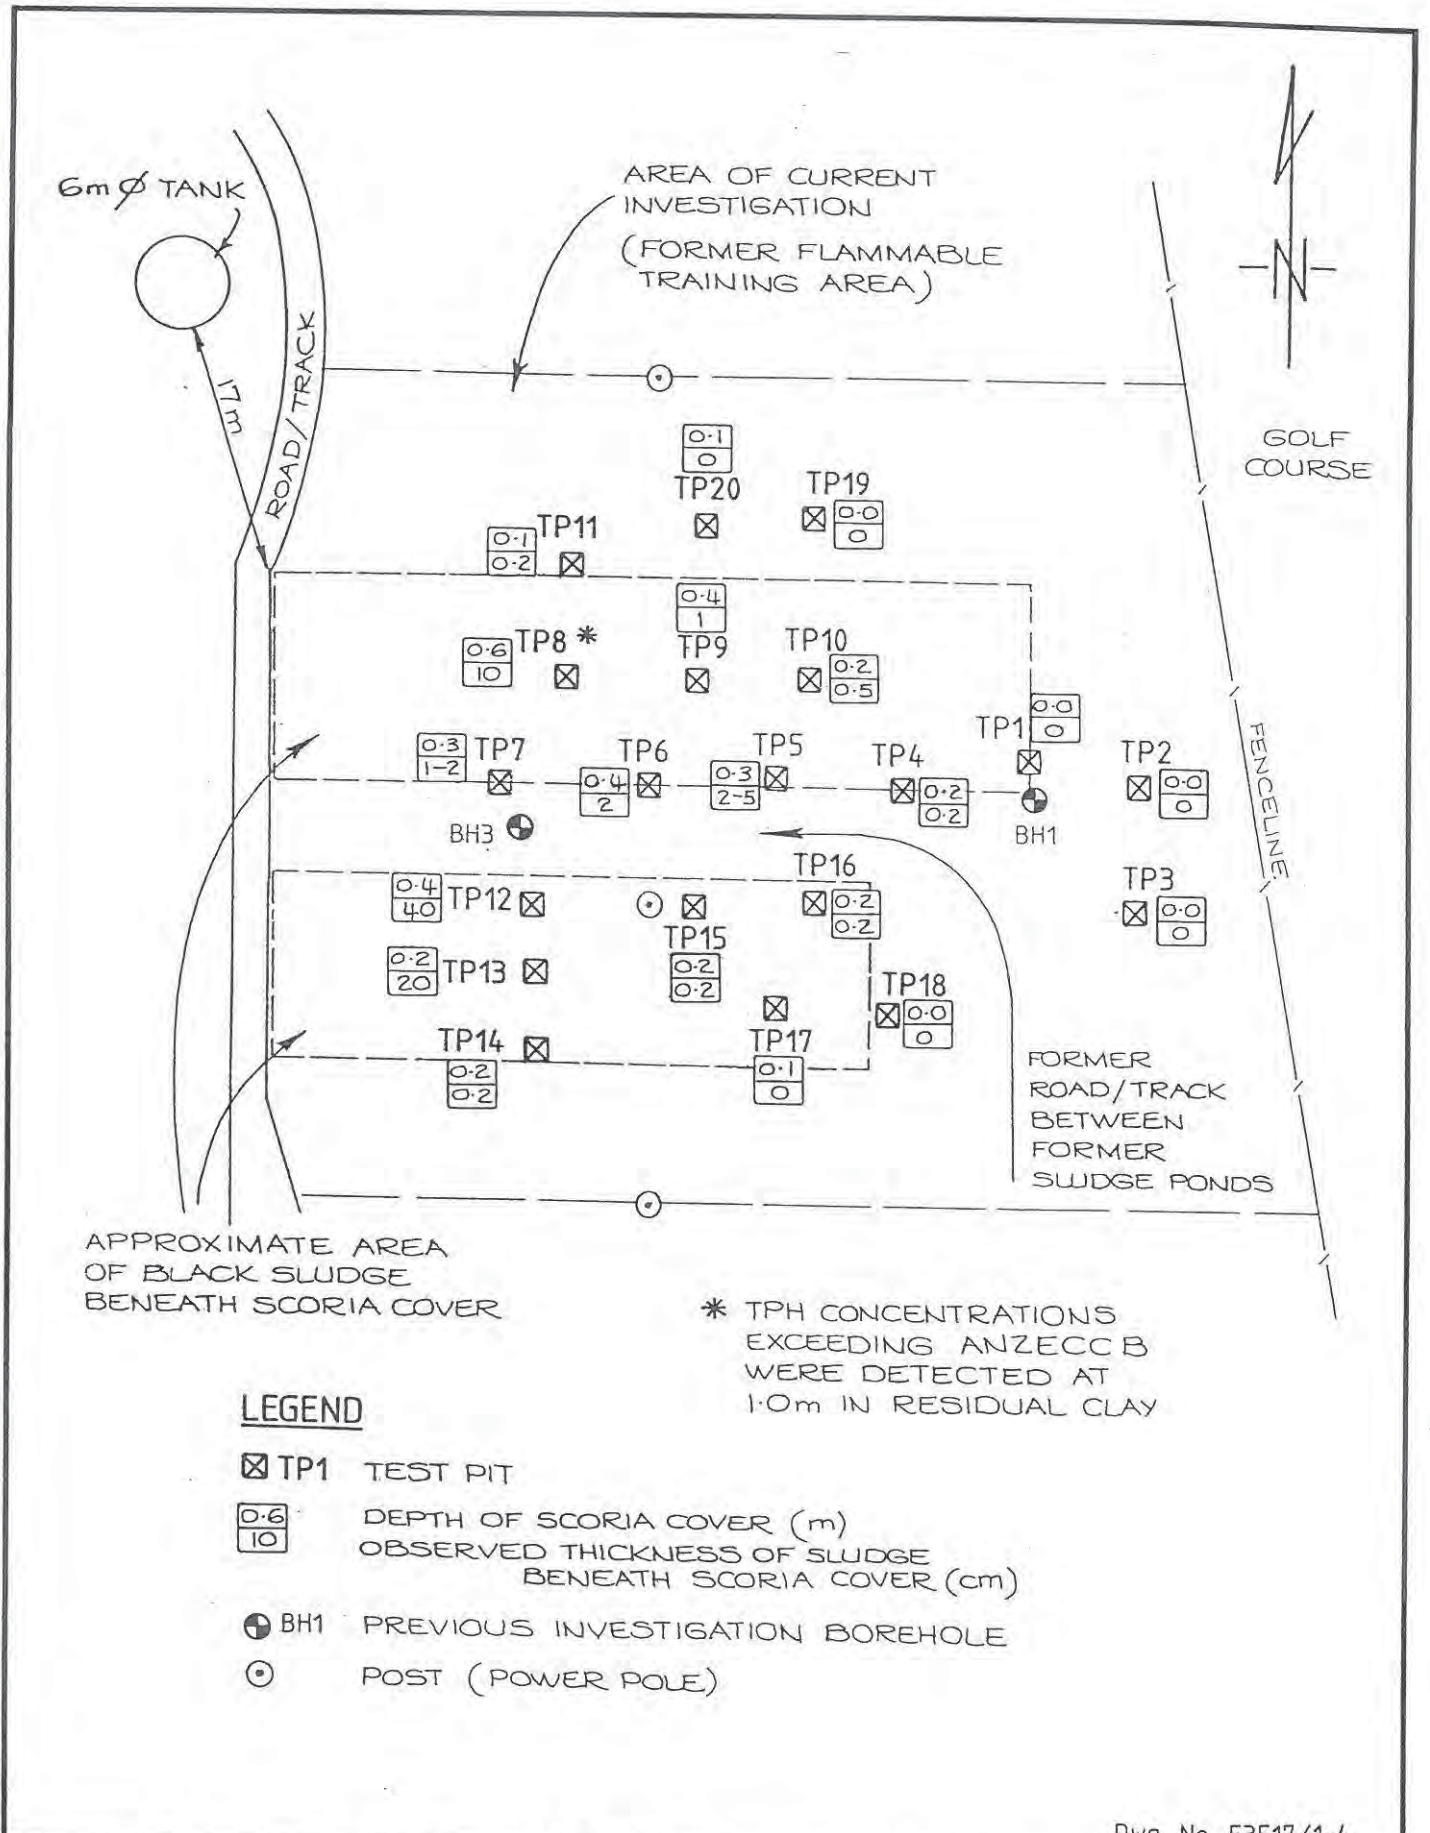 6m Ø TANK
17m
ROAD/TRACK
AREA OF CURRENT
INVESTIGATION
(FORMER FLAMMABLE
TRAINING AREA)
N
GOLF
COURSE
0.1
0
TP20
TP19
0.0
0
TP11
0.1
0.2
0.4
1
TP9
TP8 *
0.6
10
TP10
0.2
0.5
TP1
0.0
0
TP7
0.3
1-2
TP6
0.4
2
TP5
0.3
2-5
TP4
0.2
0.2
TP2
0.0
0
FENCELINE
BH3
BH1
TP16
0.2
0.2
TP3
0.0
0
0.4
40
TP12
TP15
0.2
0.2
0.2
20
TP13
TP18
0.0
0
TP14
0.2
0.2
TP17
0.1
0
FORMER
ROAD/TRACK
BETWEEN
FORMER
SLUDGE PONDS
APPROXIMATE AREA
OF BLACK SLUDGE
BENEATH SCORIA COVER
* TPH CONCENTRATIONS
EXCEEDING ANZECC B
WERE DETECTED AT
1.0m IN RESIDUAL CLAY
LEGEND
TP1 TEST PIT
0.6
10
DEPTH OF SCORIA COVER (m)
OBSERVED THICKNESS OF SLUDGE
BENEATH SCORIA COVER (cm)
BH1 PREVIOUS INVESTIGATION BOREHOLE
POST (POWER POLE)